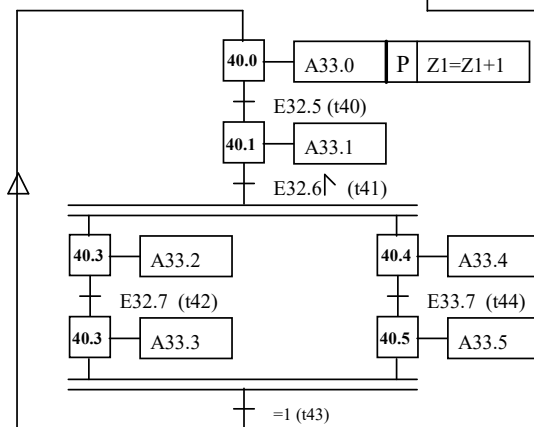 40.0 A33.0 P Z1=Z1+1
E32.5 (t40)
40.1 A33.1
E32.6↾ (t41)
40.3 A33.2 40.4 A33.4
E32.7 (t42) E33.7 (t44)
40.3 A33.3 40.5 A33.5
=1 (t43)